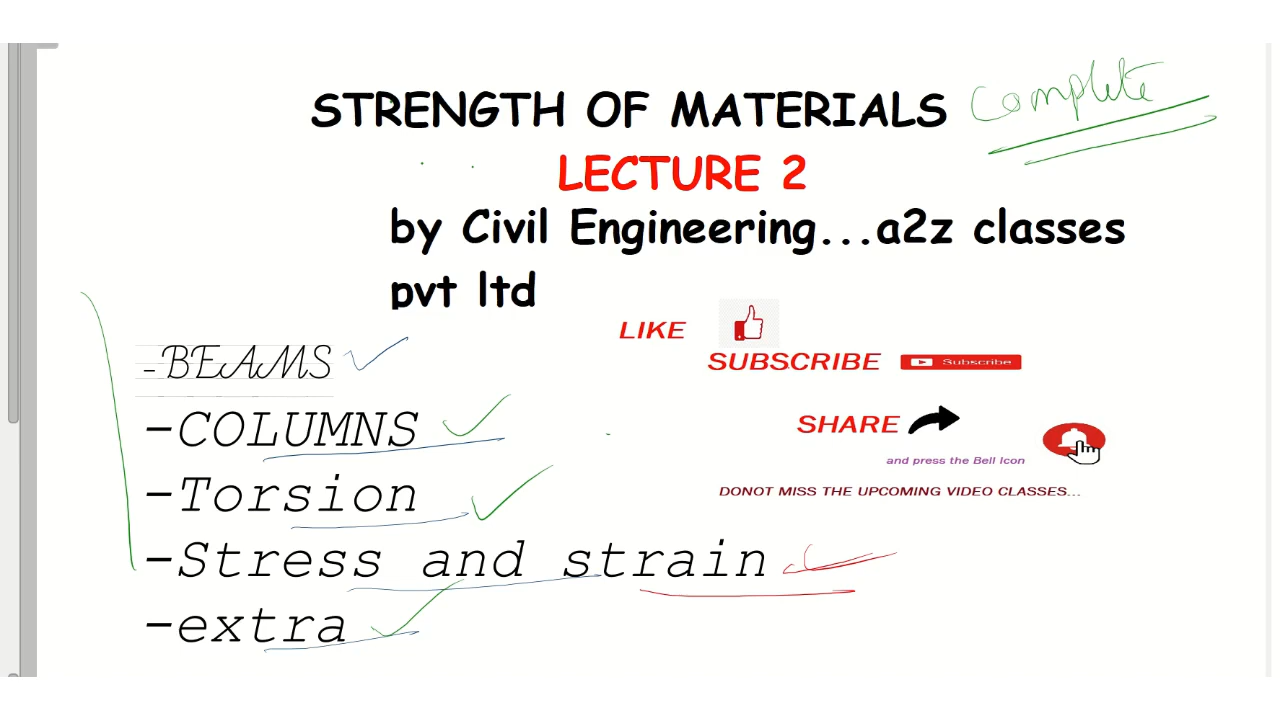 STRENGTH OF MATERIALS Complete
LECTURE 2
by Civil Engineering...a2z classes
pvt ltd
LIKE
SUBSCRIBE Subscribe
-BEAMS
SHARE
-COLUMNS
and press the Bell Icon
DONOT MISS THE UPCOMING VIDEO CLASSES...
-Torsion
-Stress and strain
-extra